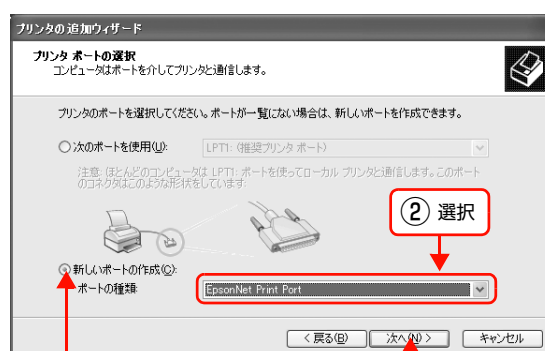 プリンタの追加ウィザード
プリンタ ポートの選択
コンピュータはポートを介してプリンタと通信します。
プリンタのポートを選択してください。ポートが一覧にない場合は、新しいポートを作成できます。
次のポートを使用(U):
LPT1: (推奨プリンタ ポート)
注意: ほとんどのコンピュータは LPT1: ポートを使ってローカル プリンタと通信します。このポート
のコネクタはこのような形状をしています:
② 選択
新しいポートの作成(C):
ポートの種類:
EpsonNet Print Port
< 戻る(B)
次へ(N) >
キャンセル